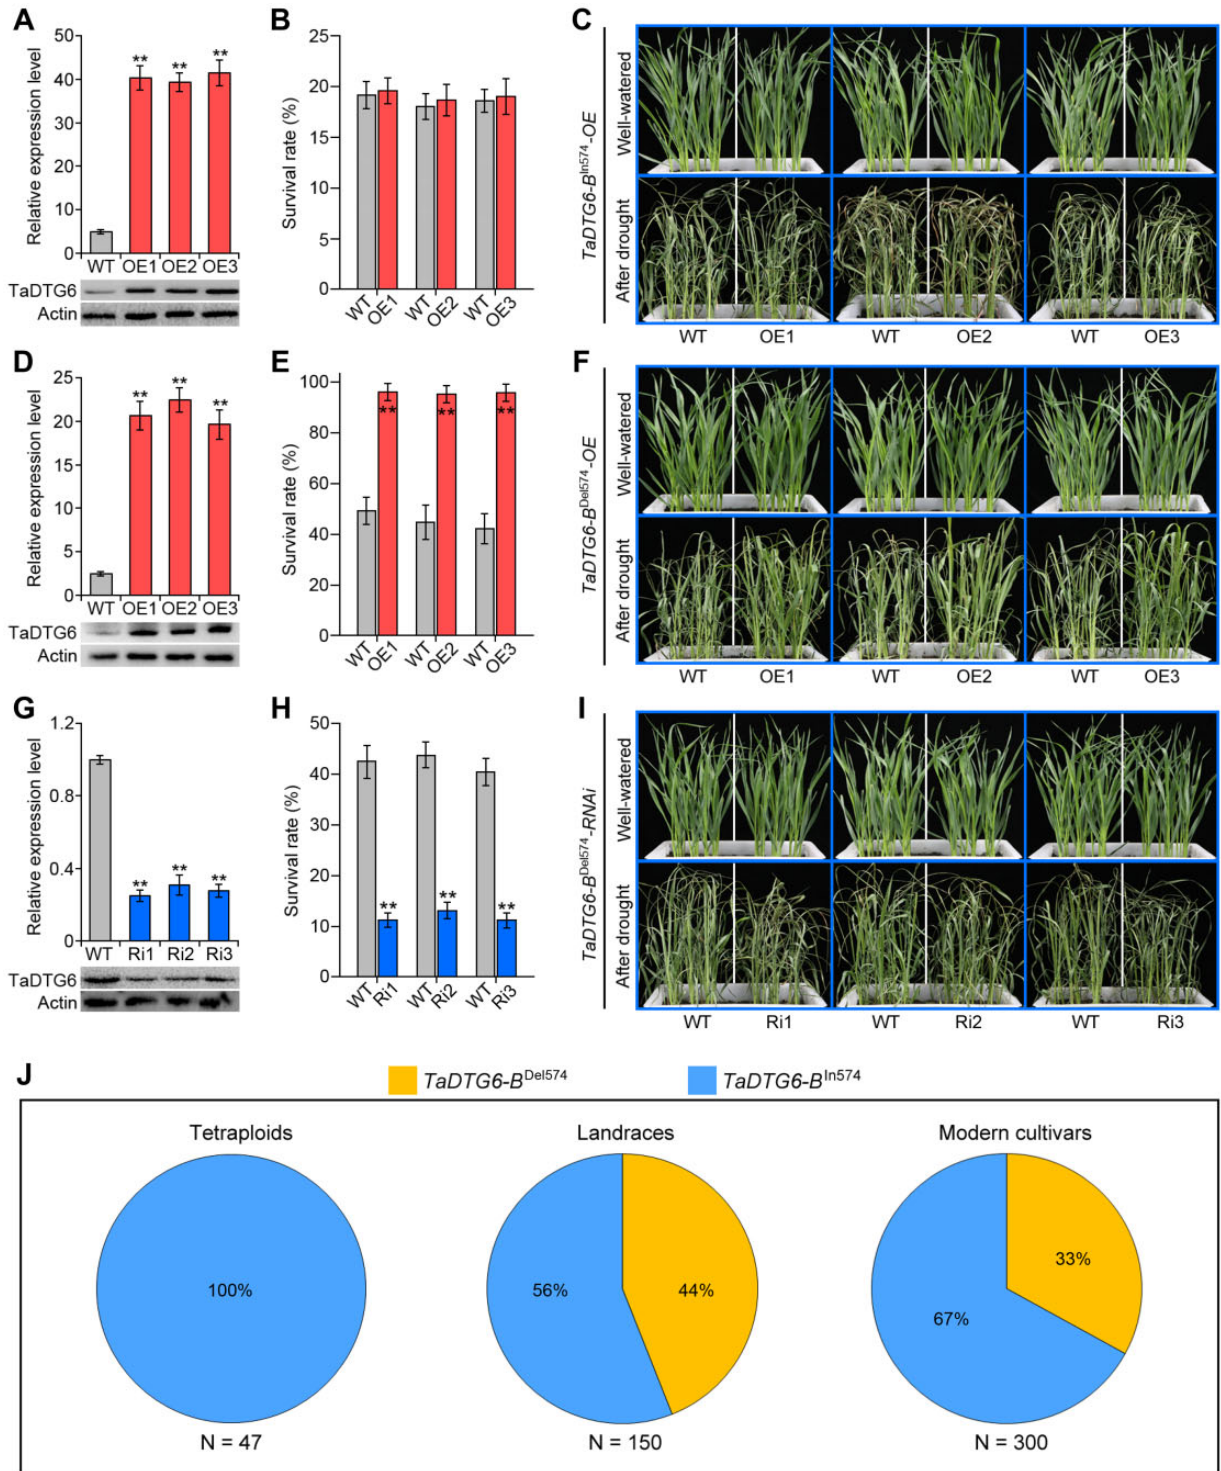 A
Relative expression level
50
40
30
20
10
0
**
**
**
WT OE1 OE2 OE3
TaDTG6
Actin
B
Survival rate (%)
25
20
15
10
5
0
WT OE1 WT OE2 WT OE3
C
TaDTG6-B^In574-OE
Well-watered
After drought
WT OE1 WT OE2 WT OE3
D
Relative expression level
25
20
15
10
5
0
**
**
**
WT OE1 OE2 OE3
TaDTG6
Actin
E
Survival rate (%)
100
80
60
40
20
0
**
**
**
WT OE1 WT OE2 WT OE3
F
TaDTG6-B^Del574-OE
Well-watered
After drought
WT OE1 WT OE2 WT OE3
G
Relative expression level
1.2
0.8
0.4
0
**
**
**
WT Ri1 Ri2 Ri3
TaDTG6
Actin
H
Survival rate (%)
50
40
30
20
10
0
**
**
**
WT Ri1 WT Ri2 WT Ri3
I
TaDTG6-B^Del574-RNAi
Well-watered
After drought
WT Ri1 WT Ri2 WT Ri3
J
TaDTG6-B^Del574
TaDTG6-B^In574
Tetraploids
100%
N = 47
Landraces
56%
44%
N = 150
Modern cultivars
67%
33%
N = 300